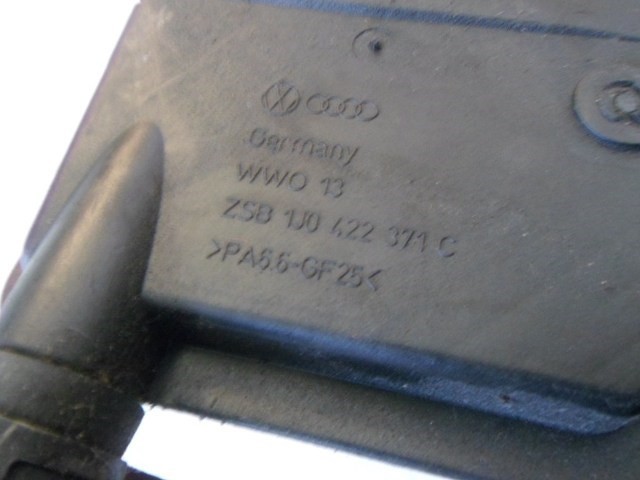 Germany
WWO 13
ZSB 1J0 422 371 C
>PA6.6-GF25<